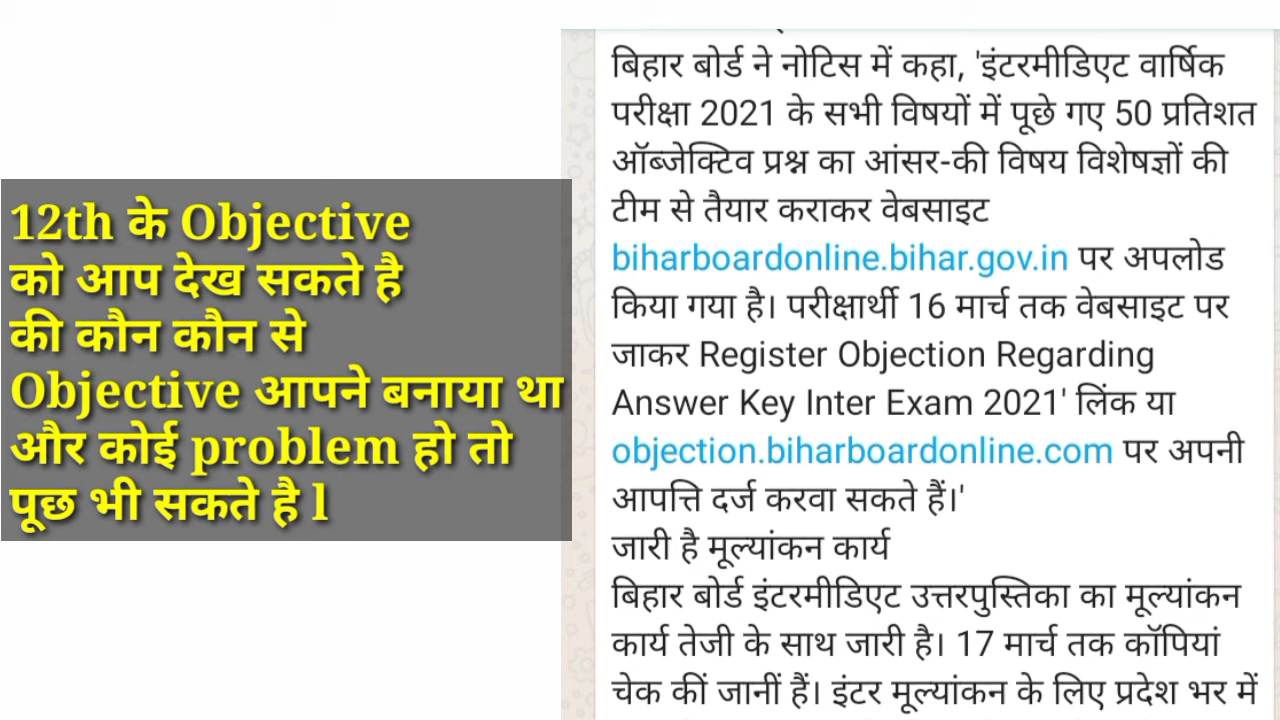 12th के Objective
को आप देख सकते है
की कौन कौन से
Objective आपने बनाया था
और कोई problem हो तो
पूछ भी सकते है l
बिहार बोर्ड ने नोटिस में कहा, 'इंटरमीडिएट वार्षिक
परीक्षा 2021 के सभी विषयों में पूछे गए 50 प्रतिशत
ऑब्जेक्टिव प्रश्न का आंसर-की विषय विशेषज्ञों की
टीम से तैयार कराकर वेबसाइट
biharboardonline.bihar.gov.in पर अपलोड
किया गया है। परीक्षार्थी 16 मार्च तक वेबसाइट पर
जाकर Register Objection Regarding
Answer Key Inter Exam 2021' लिंक या
objection.biharboardonline.com पर अपनी
आपत्ति दर्ज करवा सकते हैं।'
जारी है मूल्यांकन कार्य
बिहार बोर्ड इंटरमीडिएट उत्तरपुस्तिका का मूल्यांकन
कार्य तेजी के साथ जारी है। 17 मार्च तक कॉपियां
चेक कीं जानीं हैं। इंटर मूल्यांकन के लिए प्रदेश भर में